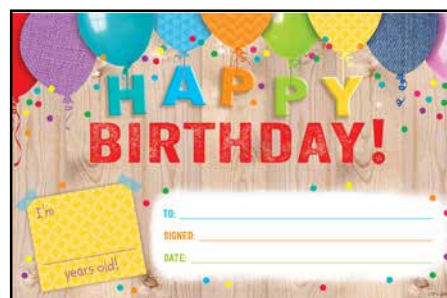 HAPPY
BIRTHDAY!
I'm
years old!
TO:
SIGNED:
DATE: